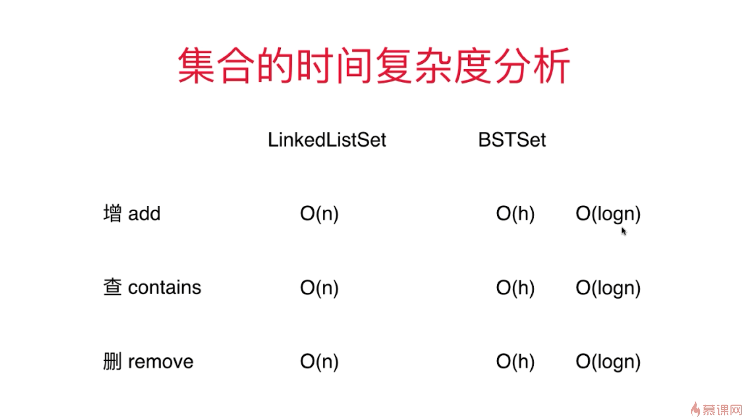 集合的时间复杂度分析
LinkedListSet BSTSet
增 add O(n) O(h) O(logn)
查 contains O(n) O(h) O(logn)
删 remove O(n) O(h) O(logn)
慕课网